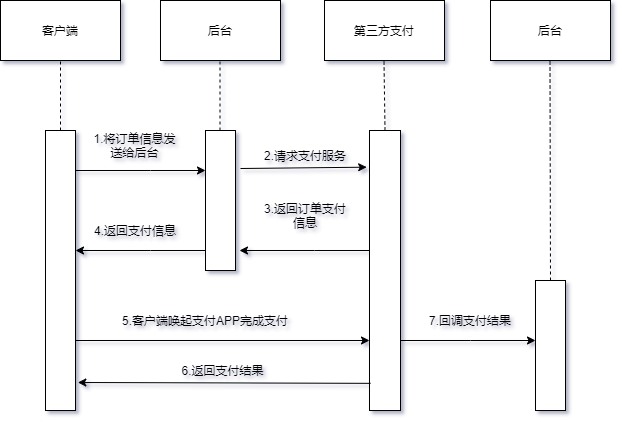 客户端
后台
第三方支付
后台
1.将订单信息发
送给后台
2.请求支付服务
3.返回订单支付
信息
4.返回支付信息
5.客户端唤起支付APP完成支付
7.回调支付结果
6.返回支付结果